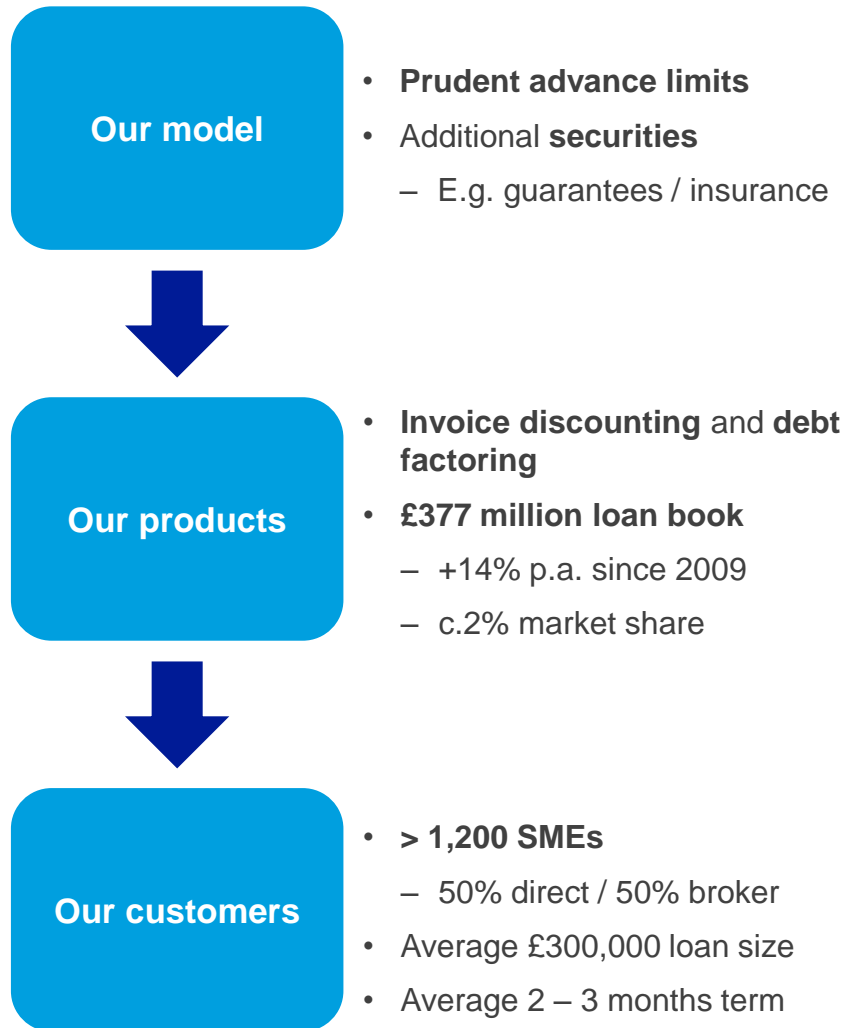 Our model
• Prudent advance limits
• Additional securities
– E.g. guarantees / insurance
Our products
• Invoice discounting and debt
factoring
• £377 million loan book
– +14% p.a. since 2009
– c.2% market share
Our customers
• > 1,200 SMEs
– 50% direct / 50% broker
• Average £300,000 loan size
• Average 2 – 3 months term